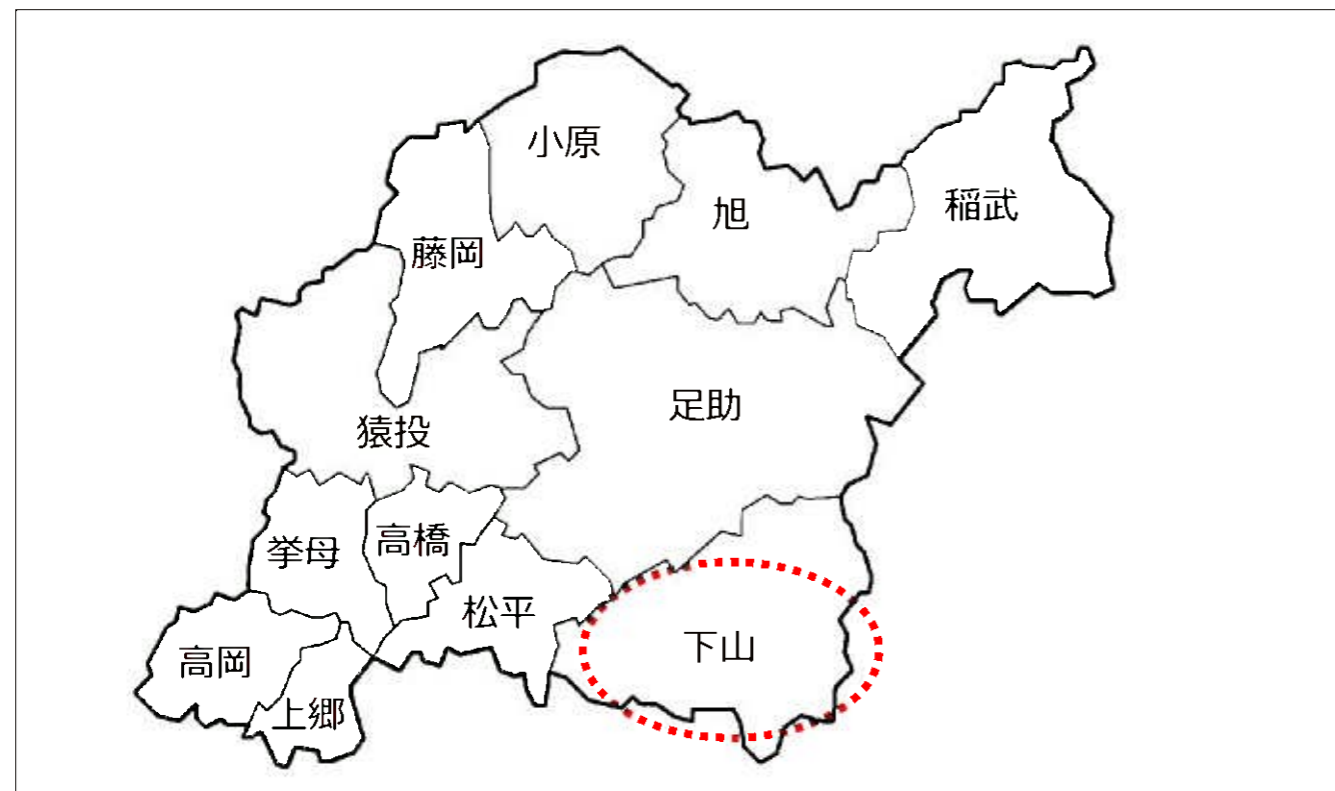 小原
旭
稲武
藤岡
足助
猿投
挙母
高橋
松平
下山
高岡
上郷